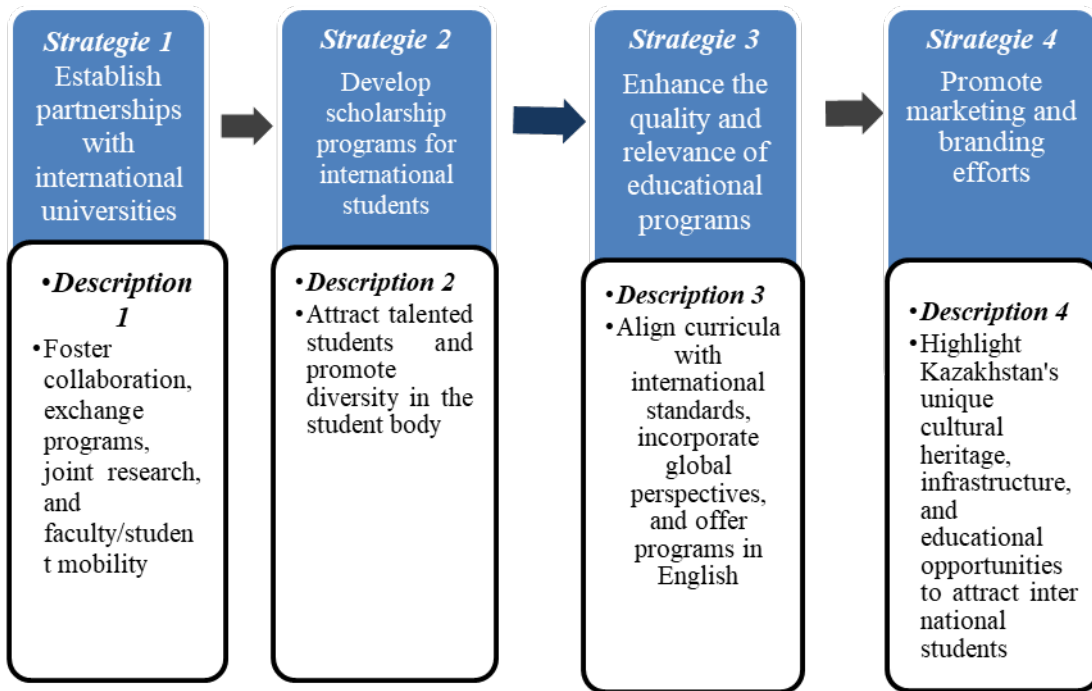 Strategie 1
Establish
partnerships
with
international
universities
•Description
1
•Foster
collaboration,
exchange
programs,
joint research,
and
faculty/studen
t mobility
Strategie 2
Develop
scholarship
programs for
international
students
•Description 2
•Attract talented
students and
promote
diversity in the
student body
Strategie 3
Enhance the
quality and
relevance of
educational
programs
•Description 3
•Align curricula
with
international
standards,
incorporate
global
perspectives,
and offer
programs in
English
Strategie 4
Promote
marketing and
branding
efforts
•Description 4
•Highlight
Kazakhstan's
unique
cultural
heritage,
infrastructure,
and
educational
opportunities
to attract inter
national
students